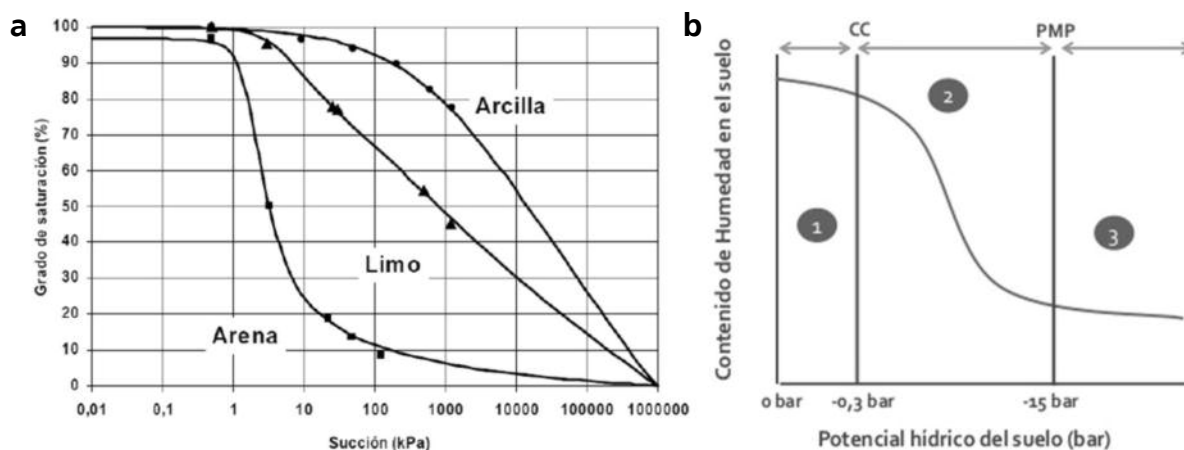 a
100
90
80
70
60
50
40
30
20
10
0
Grado de saturación (%)
Arcilla
Limo
Arena
0,01 0,1 1 10 100 1000 10000 100000 1000000
Succión (kPa)
b
CC PMP
Contenido de Humedad en el suelo
2
1
3
0 bar -0,3 bar -15 bar
Potencial hídrico del suelo (bar)